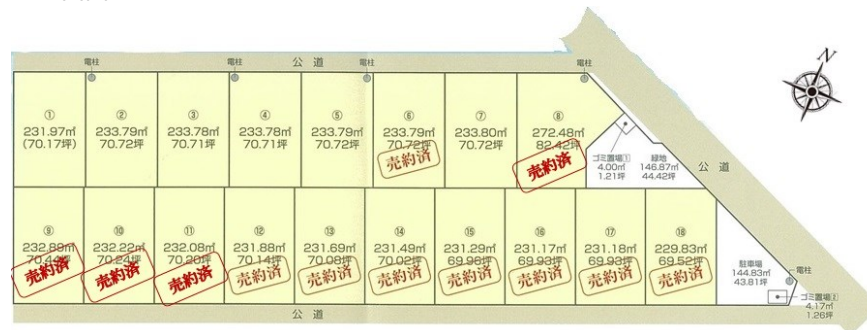 電柱
電柱
公道
電柱
電柱
N
①
231.97㎡
(70.17坪)
②
233.79㎡
70.72坪
③
233.78㎡
70.71坪
④
233.78㎡
70.71坪
⑤
233.79㎡
70.72坪
⑥
233.79㎡
70.72坪
売約済
⑦
233.80㎡
70.72坪
⑧
272.48㎡
82.42坪
売約済
ゴミ置場①
4.00㎡
1.21坪
緑地
146.87㎡
44.42坪
公道
⑨
232.89㎡
70.44坪
売約済
⑩
232.22㎡
70.24坪
売約済
⑪
232.08㎡
70.20坪
売約済
⑫
231.88㎡
70.14坪
売約済
⑬
231.69㎡
70.08坪
売約済
⑭
231.49㎡
70.02坪
売約済
⑮
231.29㎡
69.96坪
売約済
⑯
231.17㎡
69.93坪
売約済
⑰
231.18㎡
69.93坪
売約済
⑱
229.83㎡
69.52坪
売約済
駐車場
144.83㎡
43.81坪
電柱
ゴミ置場②
4.17㎡
1.26坪
公道